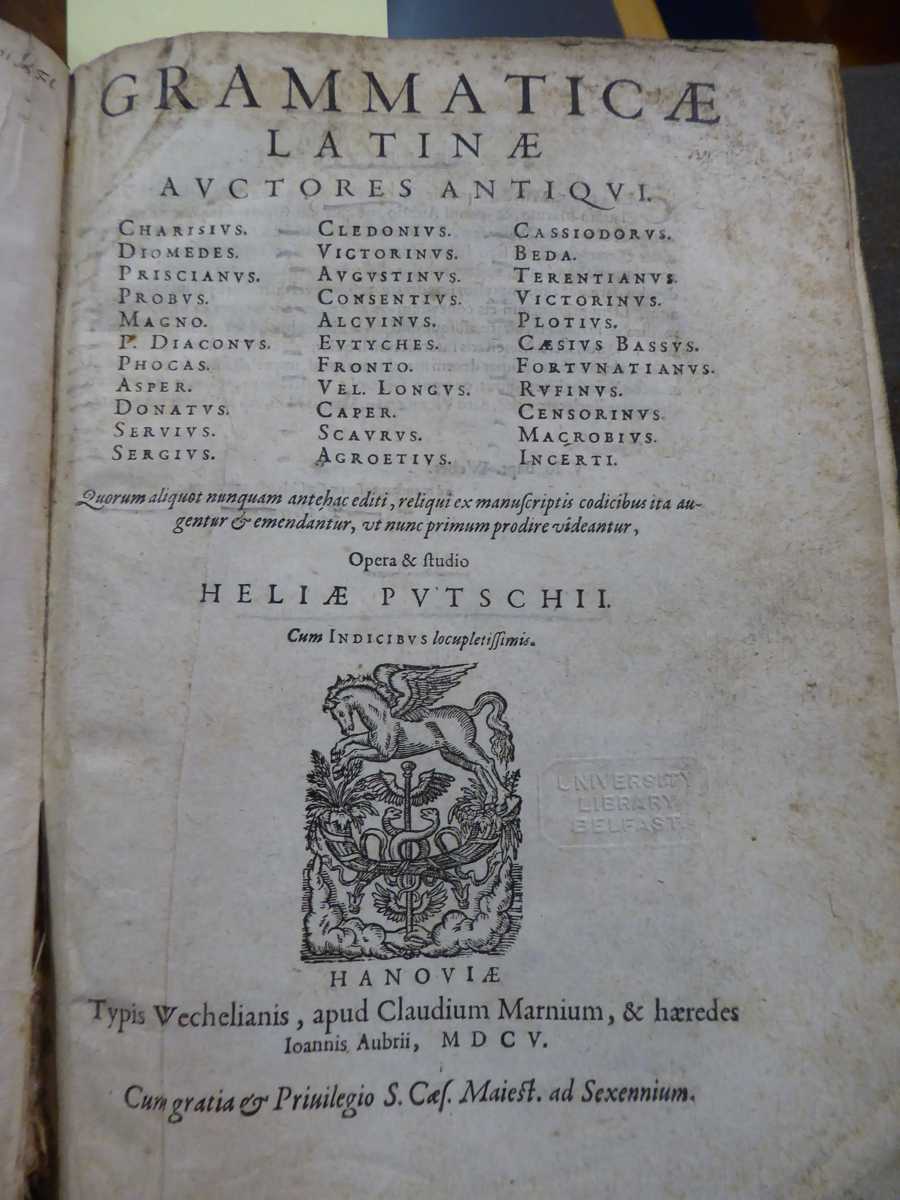 GRAMMATICÆ
LATINÆ
AVCTORES ANTIQVI.
CHARISIVS. CLEDONIVS. CASSIODORVS.
DIOMEDES. VICTORINVS. BEDA.
PRISCIANVS. AVGVSTINVS. TERENTIANVS.
PROBVS. CONSENTIVS. VICTORINVS.
MAGNO. ALCVINVS. PLOTIVS.
P. DIACONVS. EVTYCHES. CÆSIVS BASSVS.
PHOCAS. FRONTO. FORTVNATIANVS.
ASPER. VEL. LONGVS. RVFINVS.
DONATVS. CAPER. CENSORINVS
SERVIVS. SCAVRVS. MACROBIVS.
SERGIVS. AGROETIVS. INCERTI.
Quorum aliquot nunquam antehac editi, reliqui ex manuſcriptis codicibus ita au-
gentur & emendantur, vt nunc primum prodire videantur,
Opera & ſtudio
HELIÆ PVTSCHII.
Cum INDICIBVS locupletiſſimis.
UNIVERSITY
LIBRARY
BELFAST.
HANOVIÆ
Typis Wechelianis, apud Claudium Marnium, & hæredes
Ioannis Aubrii, MDCV.
Cum gratia & Priuilegio S. Cæſ. Maieſt. ad Sexennium.